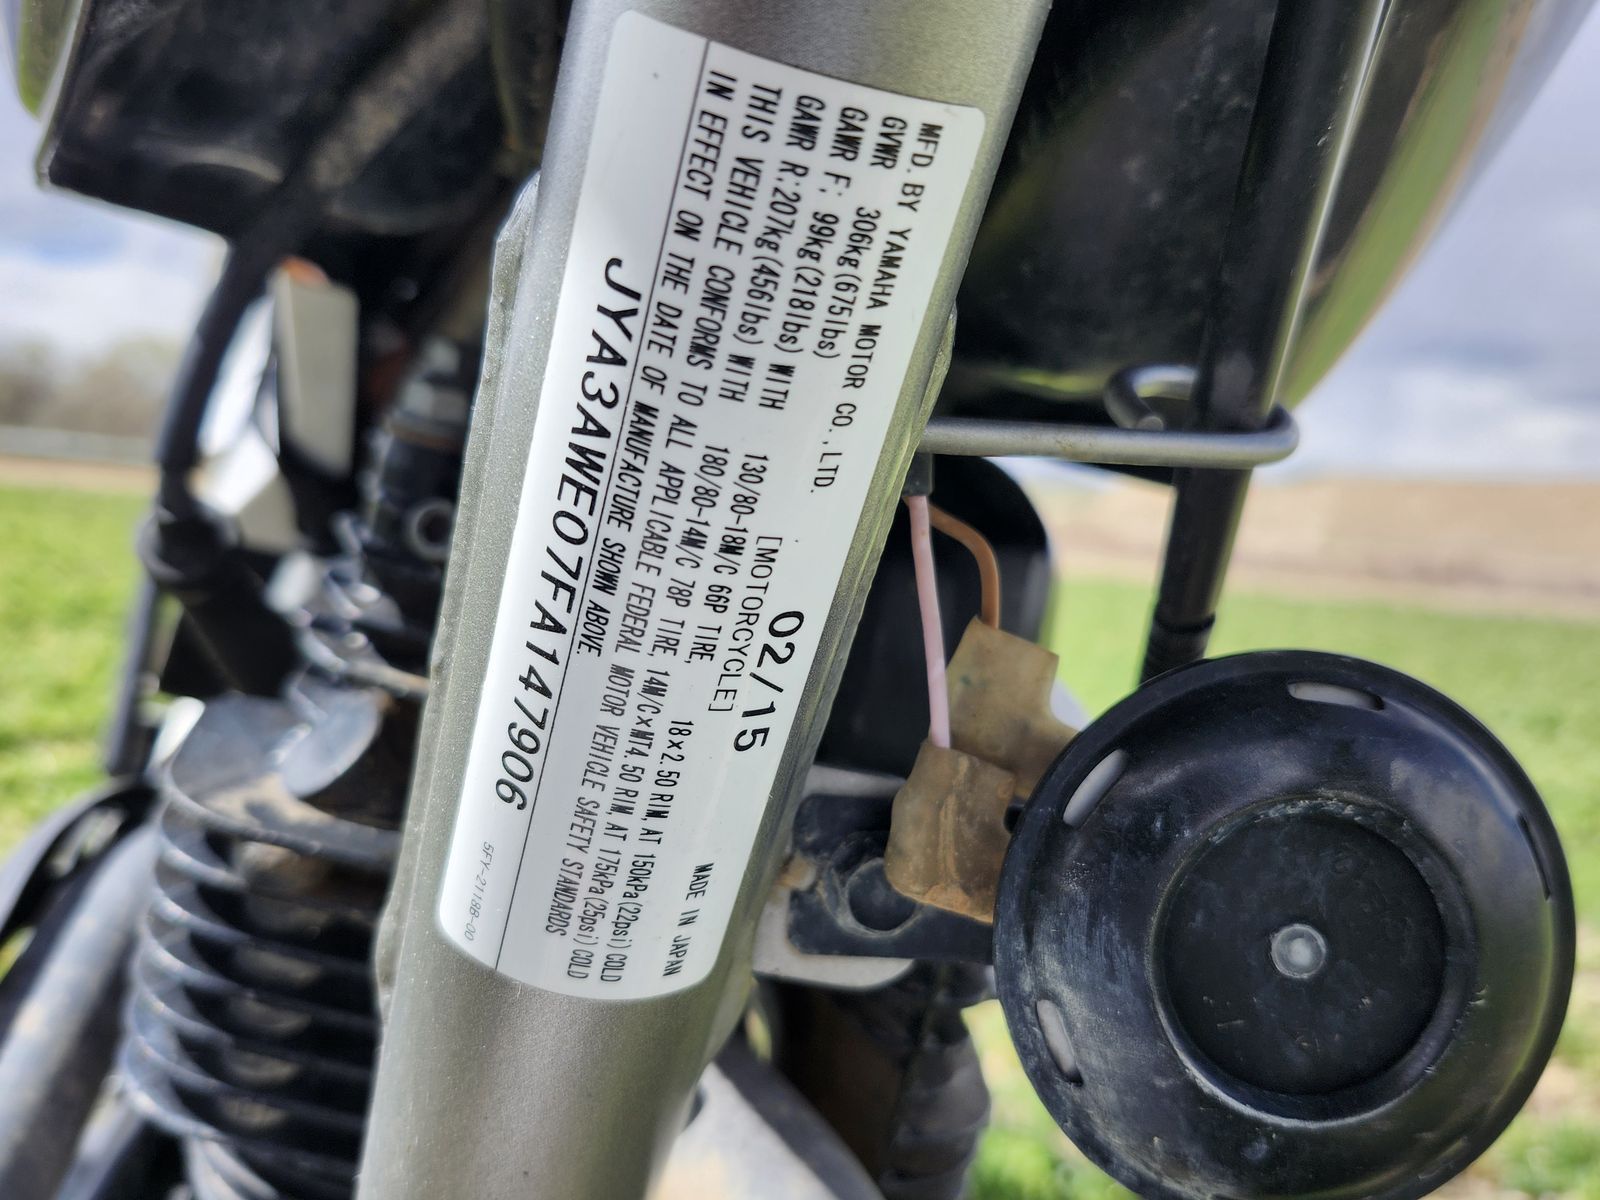 MFD. BY YAMAHA MOTOR CO., LTD. 02/15 MADE IN JAPAN
GVWR 306kg(675lbs) [MOTORCYCLE]
GAWR F; 99kg(218lbs) WITH 130/80-18M/C 66P TIRE, 18x2.50 RIM, AT 150kPa(22psi) COLD
GAWR R;207kg(456lbs) WITH 180/80-14M/C 78P TIRE, 14M/CxMT4.50 RIM, AT 175kPa(25psi) COLD
THIS VEHICLE CONFORMS TO ALL APPLICABLE FEDERAL MOTOR VEHICLE SAFETY STANDARDS
IN EFFECT ON THE DATE OF MANUFACTURE SHOWN ABOVE.
JYA3AWE07FA147906
5FY-2118B-00